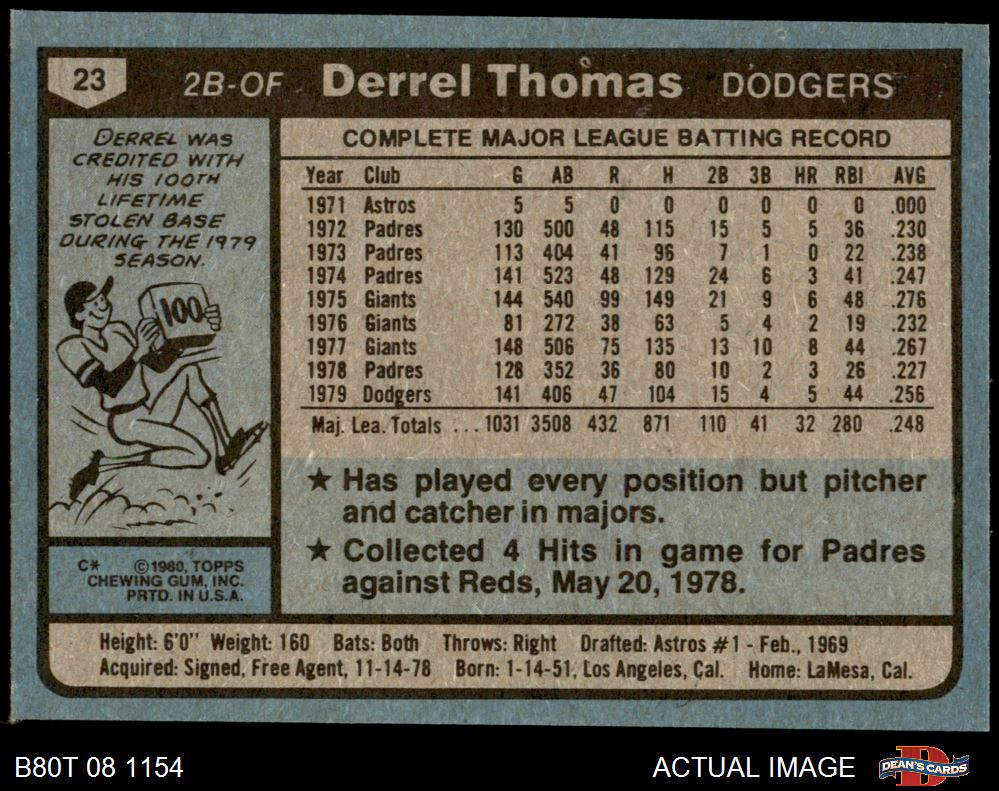 23 2B-OF Derrel Thomas DODGERS
DERREL WAS
CREDITED WITH
HIS 100TH
LIFETIME
STOLEN BASE
DURING THE 1979
SEASON.
100
C* ©1980, TOPPS
CHEWING GUM, INC.
PRTD. IN U.S.A.
COMPLETE MAJOR LEAGUE BATTING RECORD
Year Club G AB R H 2B 3B HR RBI AVG
1971 Astros 5 5 0 0 0 0 0 0 .000
1972 Padres 130 500 48 115 15 5 5 36 .230
1973 Padres 113 404 41 96 7 1 0 22 .238
1974 Padres 141 523 48 129 24 6 3 41 .247
1975 Giants 144 540 99 149 21 9 6 48 .276
1976 Giants 81 272 38 63 5 4 2 19 .232
1977 Giants 148 506 75 135 13 10 8 44 .267
1978 Padres 128 352 36 80 10 2 3 26 .227
1979 Dodgers 141 406 47 104 15 4 5 44 .256
Maj. Lea. Totals ... 1031 3508 432 871 110 41 32 280 .248
★ Has played every position but pitcher
and catcher in majors.
★ Collected 4 Hits in game for Padres
against Reds, May 20, 1978.
Height: 6'0" Weight: 160 Bats: Both Throws: Right Drafted: Astros #1 - Feb., 1969
Acquired: Signed, Free Agent, 11-14-78 Born: 1-14-51, Los Angeles, Cal. Home: LaMesa, Cal.
B80T 08 1154 ACTUAL IMAGE DEAN'S CARDS